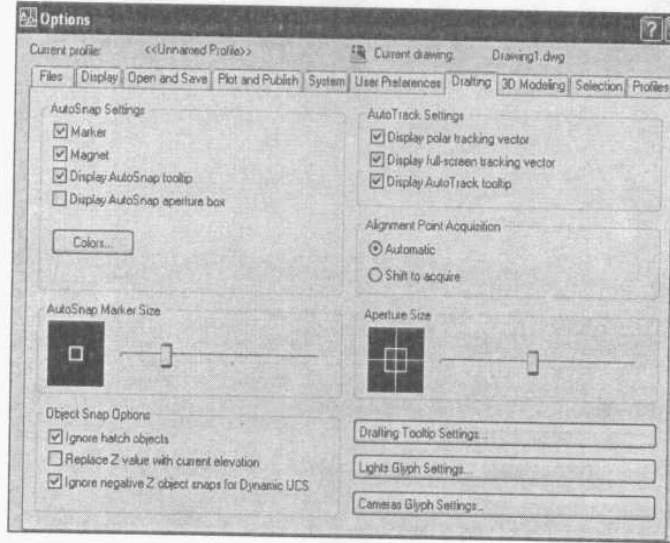 Options
Current profile: <<Unnamed Profile>> Current drawing: Drawing1.dwg
Files Display Open and Save Plot and Publish System User Preferences Drafting 3D Modeling Selection Profiles
AutoSnap Settings
Marker
Magnet
Display AutoSnap tooltip
Display AutoSnap aperture box
Colors...
AutoTrack Settings
Display polar tracking vector
Display full-screen tracking vector
Display AutoTrack tooltip
Alignment Point Acquisition
Automatic
Shift to acquire
AutoSnap Marker Size
Aperture Size
Object Snap Options
Ignore hatch objects
Replace Z value with current elevation
Ignore negative Z object snaps for Dynamic UCS
Drafting Tooltip Settings...
Lights Glyph Settings...
Cameras Glyph Settings...